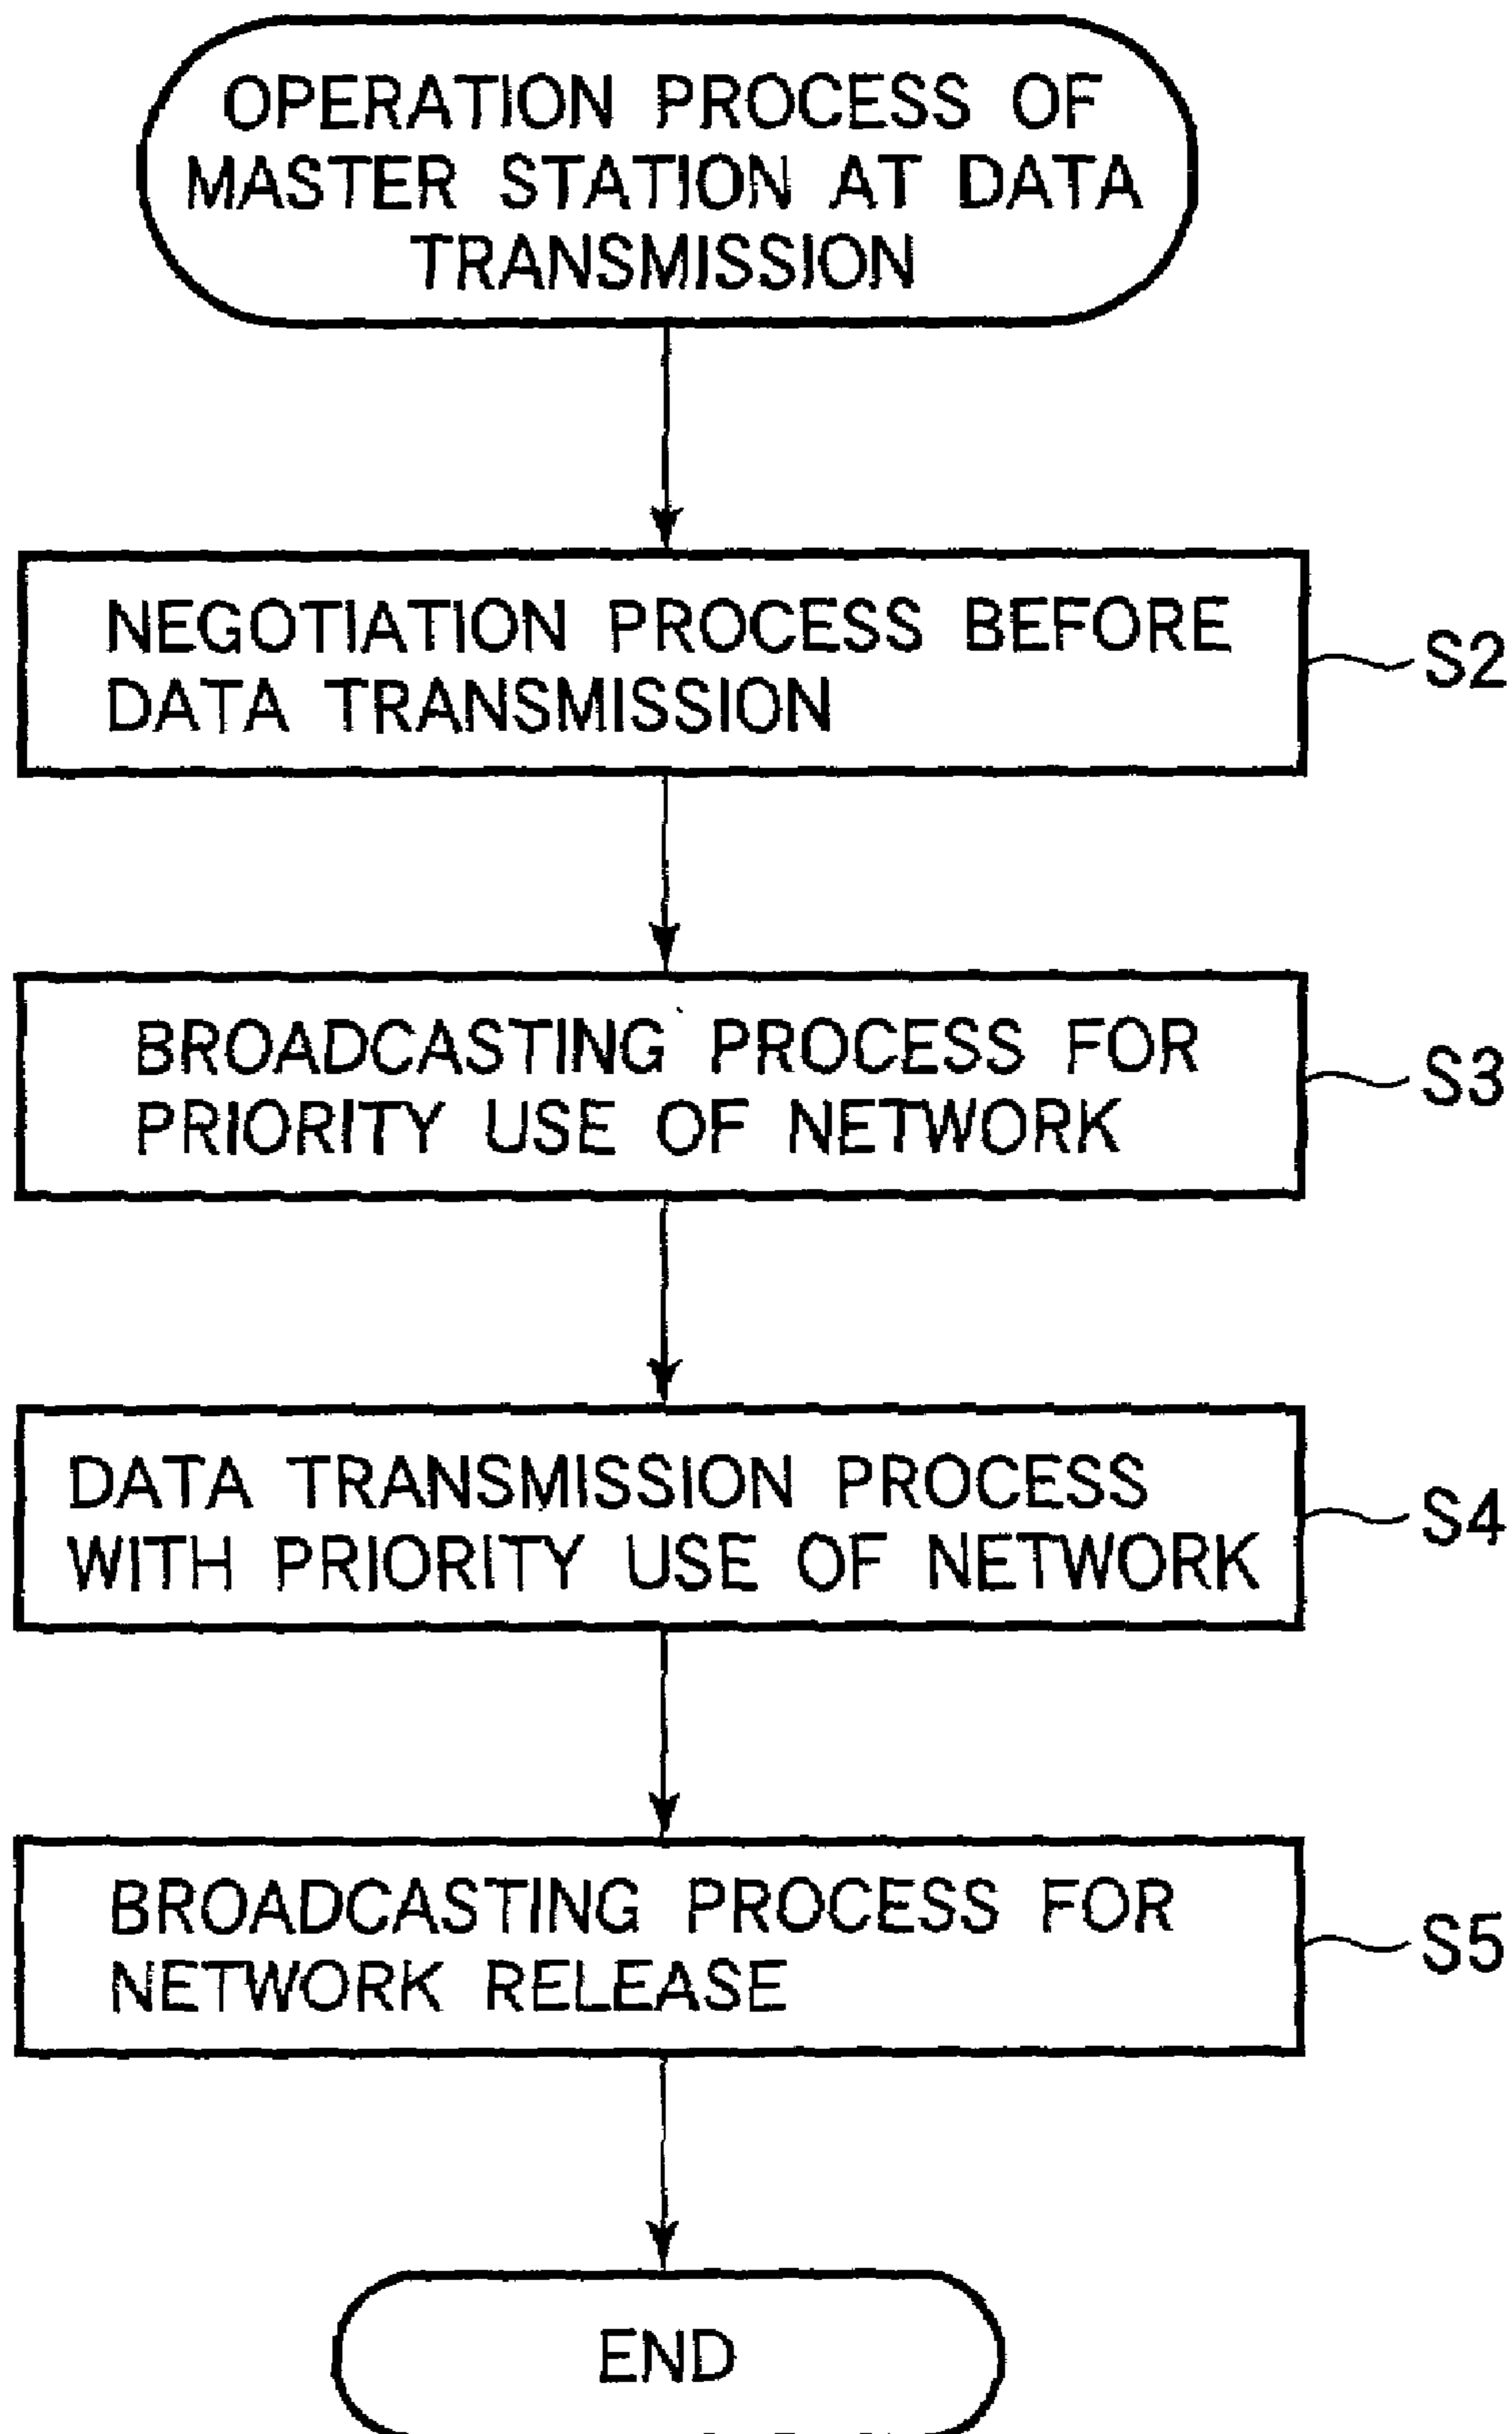 OPERATION PROCESS OF
MASTER STATION AT DATA
TRANSMISSION
NEGOTIATION PROCESS BEFORE
DATA TRANSMISSION
S2
BROADCASTING PROCESS FOR
PRIORITY USE OF NETWORK
S3
DATA TRANSMISSION PROCESS
WITH PRIORITY USE OF NETWORK
S4
BROADCASTING PROCESS FOR
NETWORK RELEASE
S5
END